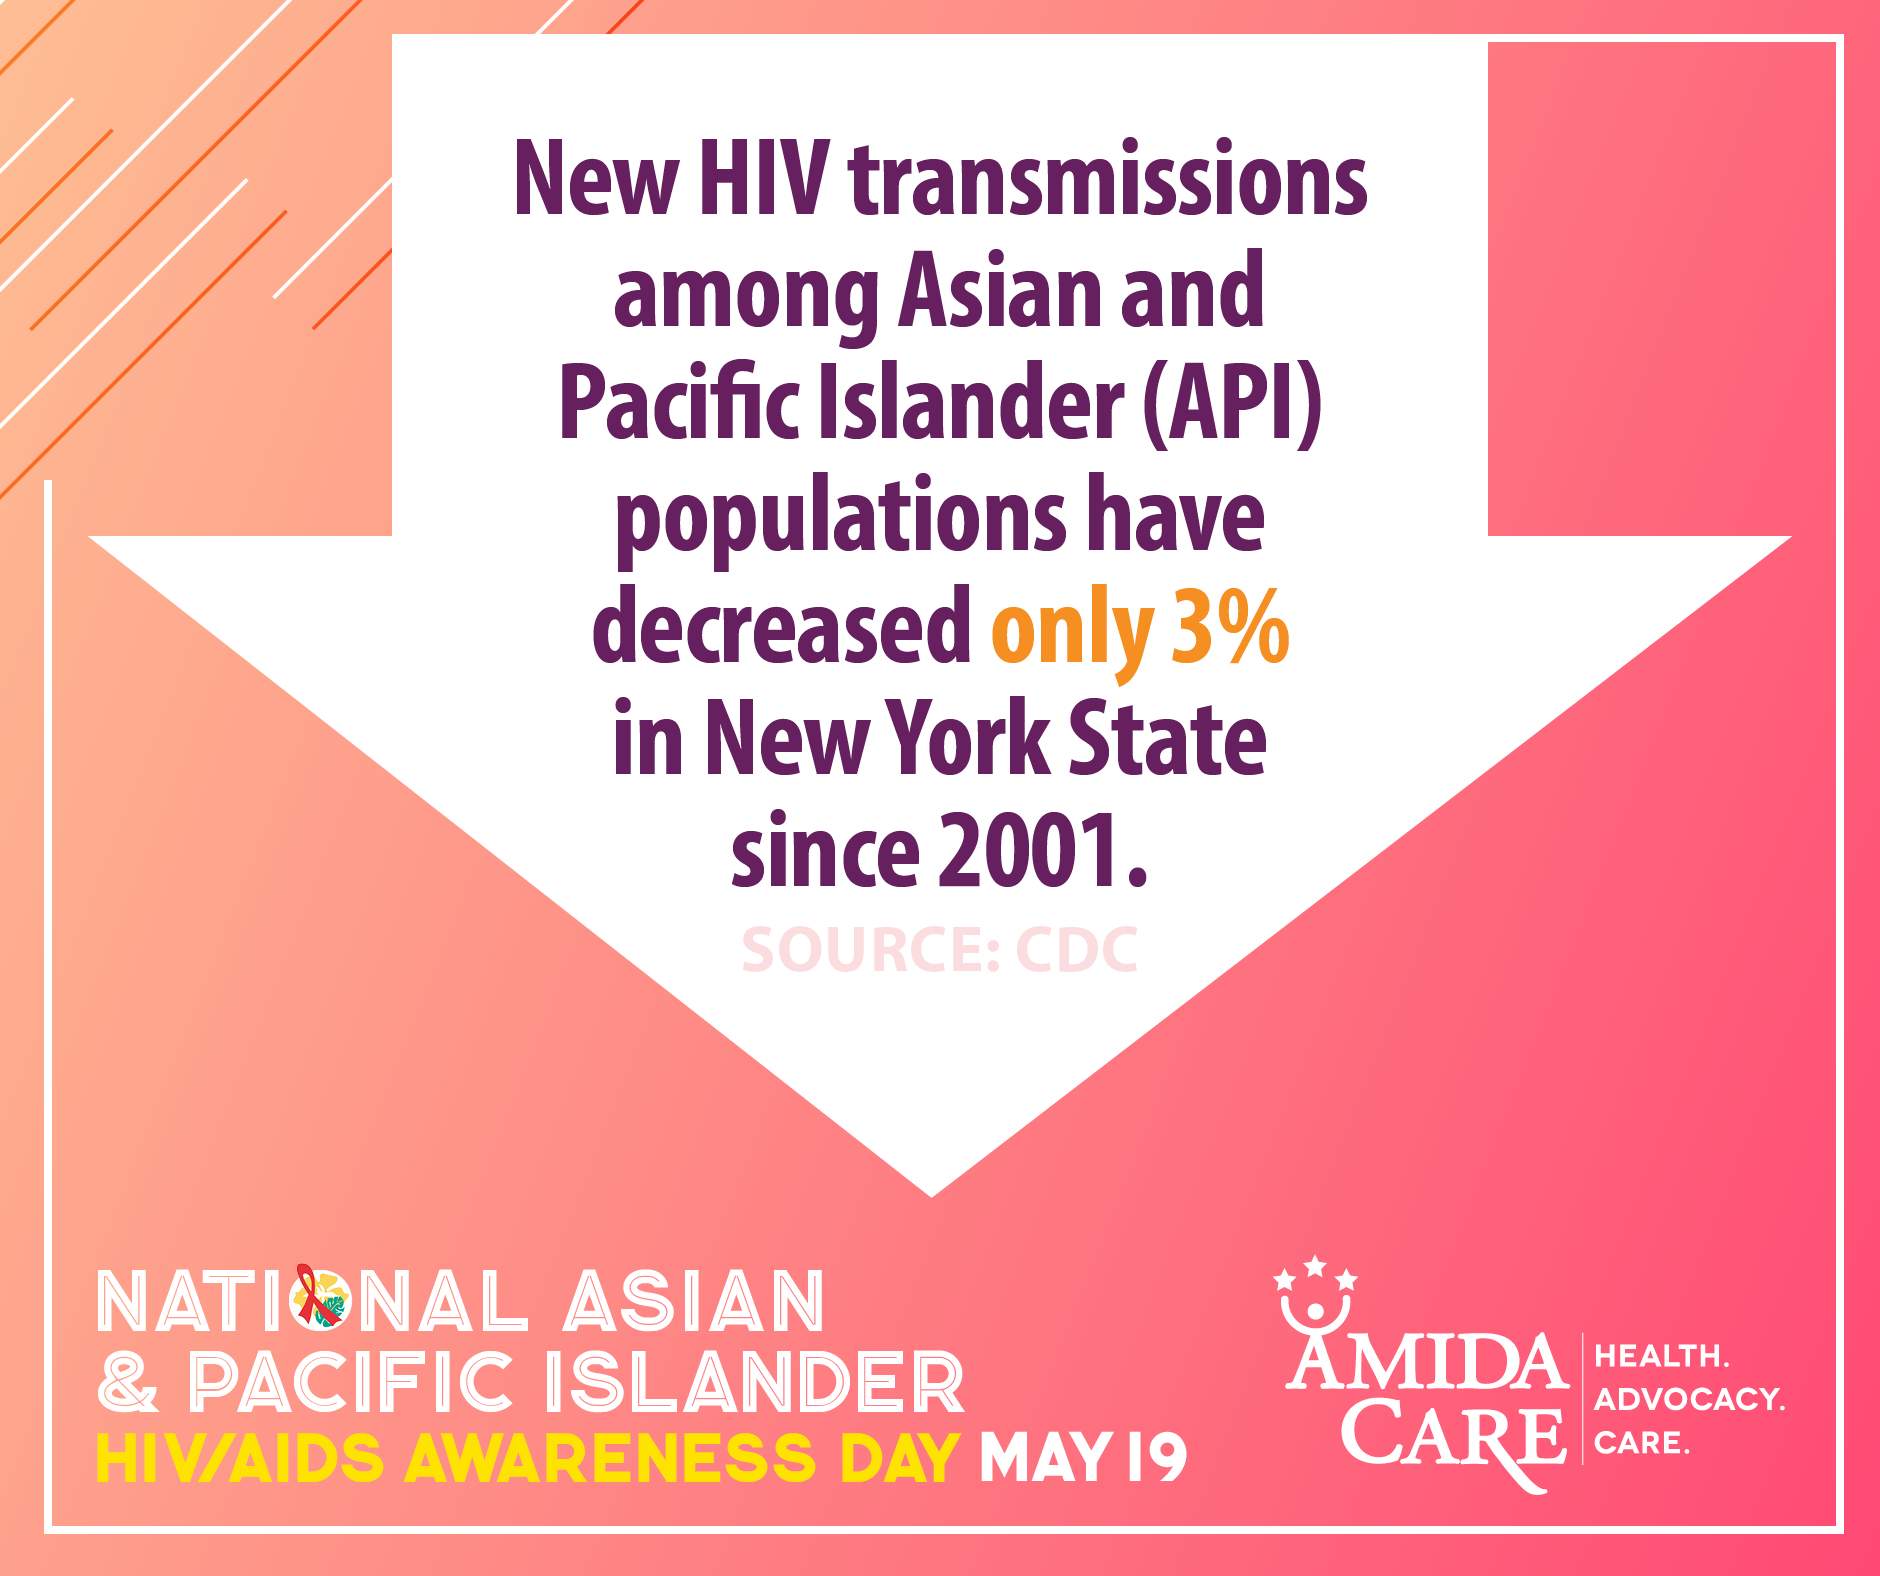 New HIV transmissions
among Asian and
Pacific Islander (API)
populations have
decreased only 3%
in New York State
since 2001.
SOURCE: CDC
NATIONAL ASIAN
& PACIFIC ISLANDER
HIV/AIDS AWARENESS DAY MAY 19
AMIDA
CARE
HEALTH.
ADVOCACY.
CARE.